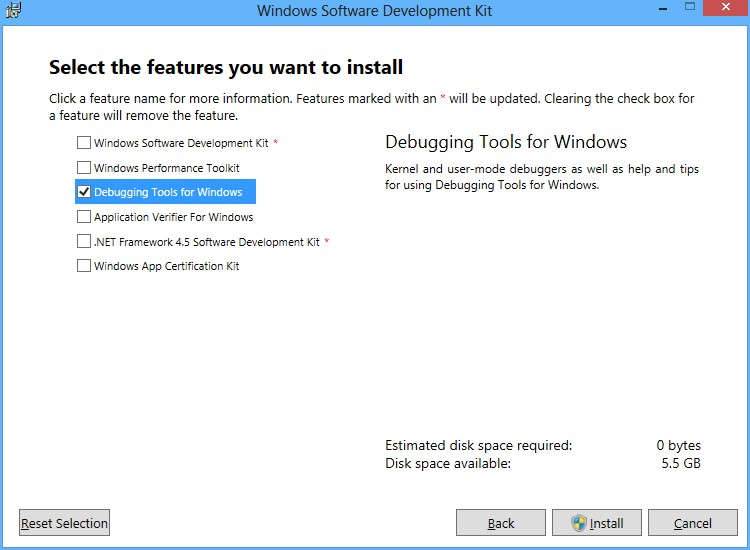 Windows Software Development Kit
Select the features you want to install
Click a feature name for more information. Features marked with an * will be updated. Clearing the check box for
a feature will remove the feature.
Windows Software Development Kit *
Windows Performance Toolkit
Debugging Tools for Windows
Application Verifier For Windows
.NET Framework 4.5 Software Development Kit *
Windows App Certification Kit
Debugging Tools for Windows
Kernel and user-mode debuggers as well as help and tips
for using Debugging Tools for Windows.
Estimated disk space required: 0 bytes
Disk space available: 5.5 GB
Reset Selection
Back
Install
Cancel